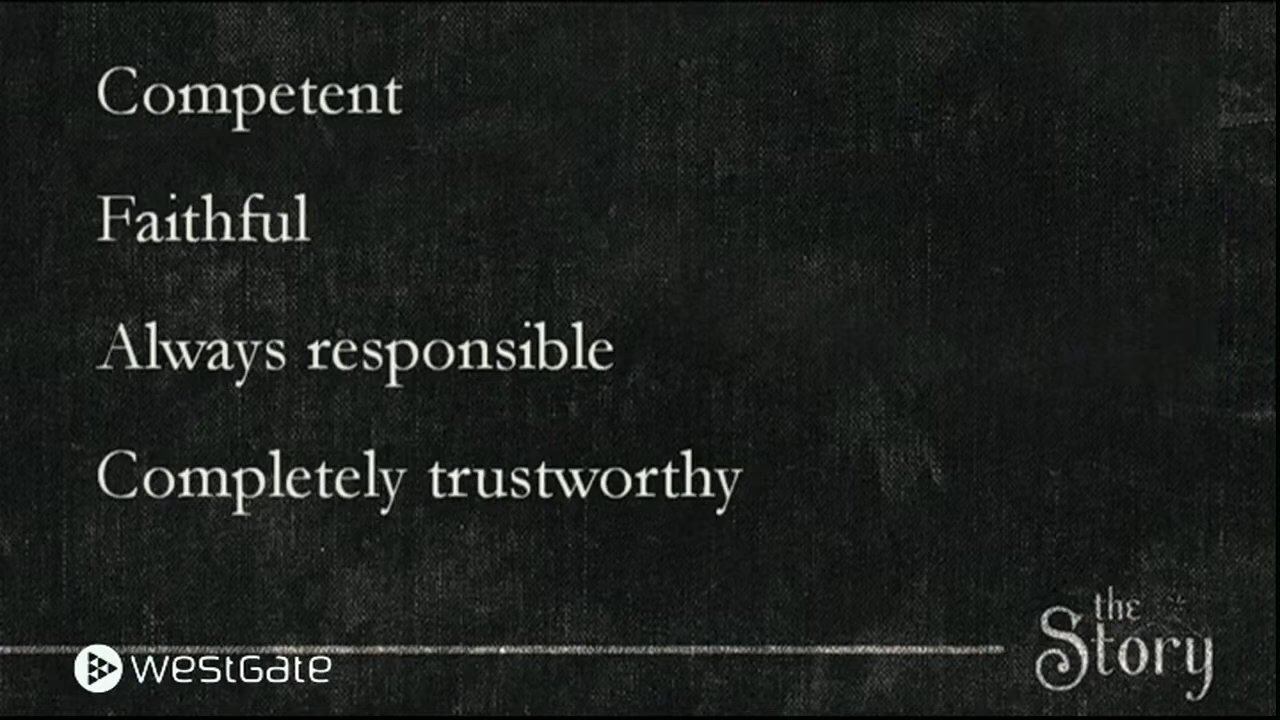 Competent
Faithful
Always responsible
Completely trustworthy
the
Story
WESTGATE